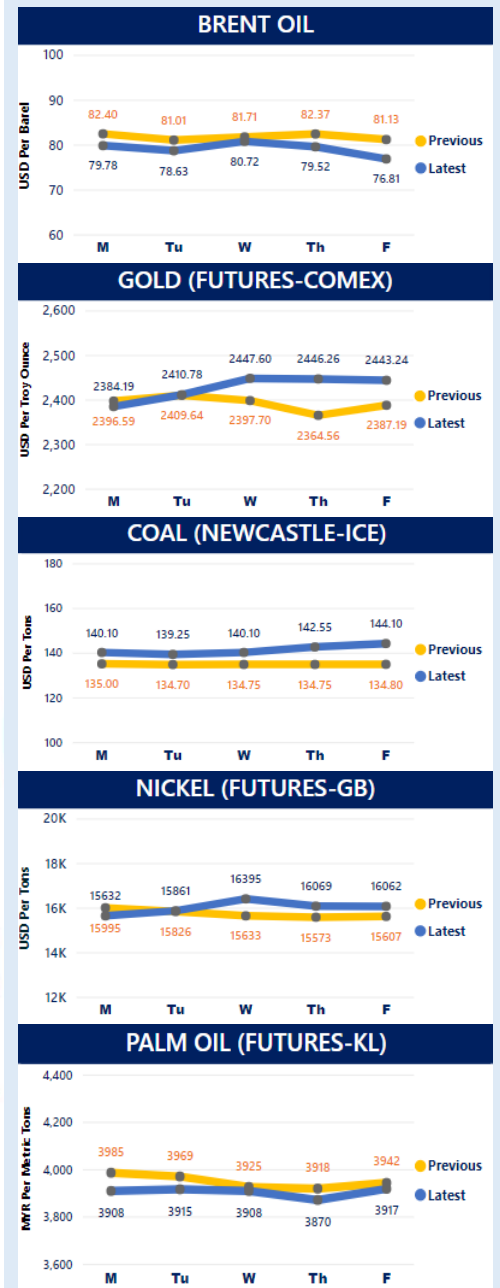 BRENT OIL
100
90
80
70
60
USD Per Barel
82.40 81.01 81.71 82.37 81.13
79.78 78.63 80.72 79.52 76.81
Previous
Latest
M Tu W Th F
GOLD (FUTURES-COMEX)
2,600
2,500
2,400
2,300
2,200
USD Per Troy Ounce
2384.19 2410.78 2447.60 2446.26 2443.24
2396.59 2409.64 2397.70 2364.56 2387.19
Previous
Latest
M Tu W Th F
COAL (NEWCASTLE-ICE)
180
160
140
120
100
USD Per Tons
140.10 139.25 140.10 142.55 144.10
135.00 134.70 134.75 134.75 134.80
Previous
Latest
M Tu W Th F
NICKEL (FUTURES-GB)
20K
18K
16K
14K
12K
USD Per Tons
15632 15861 16395 16069 16062
15995 15826 15633 15573 15607
Previous
Latest
M Tu W Th F
PALM OIL (FUTURES-KL)
4,400
4,200
4,000
3,800
3,600
MYR Per Metric Tons
3985 3969 3925 3918 3942
3908 3915 3908 3870 3917
Previous
Latest
M Tu W Th F